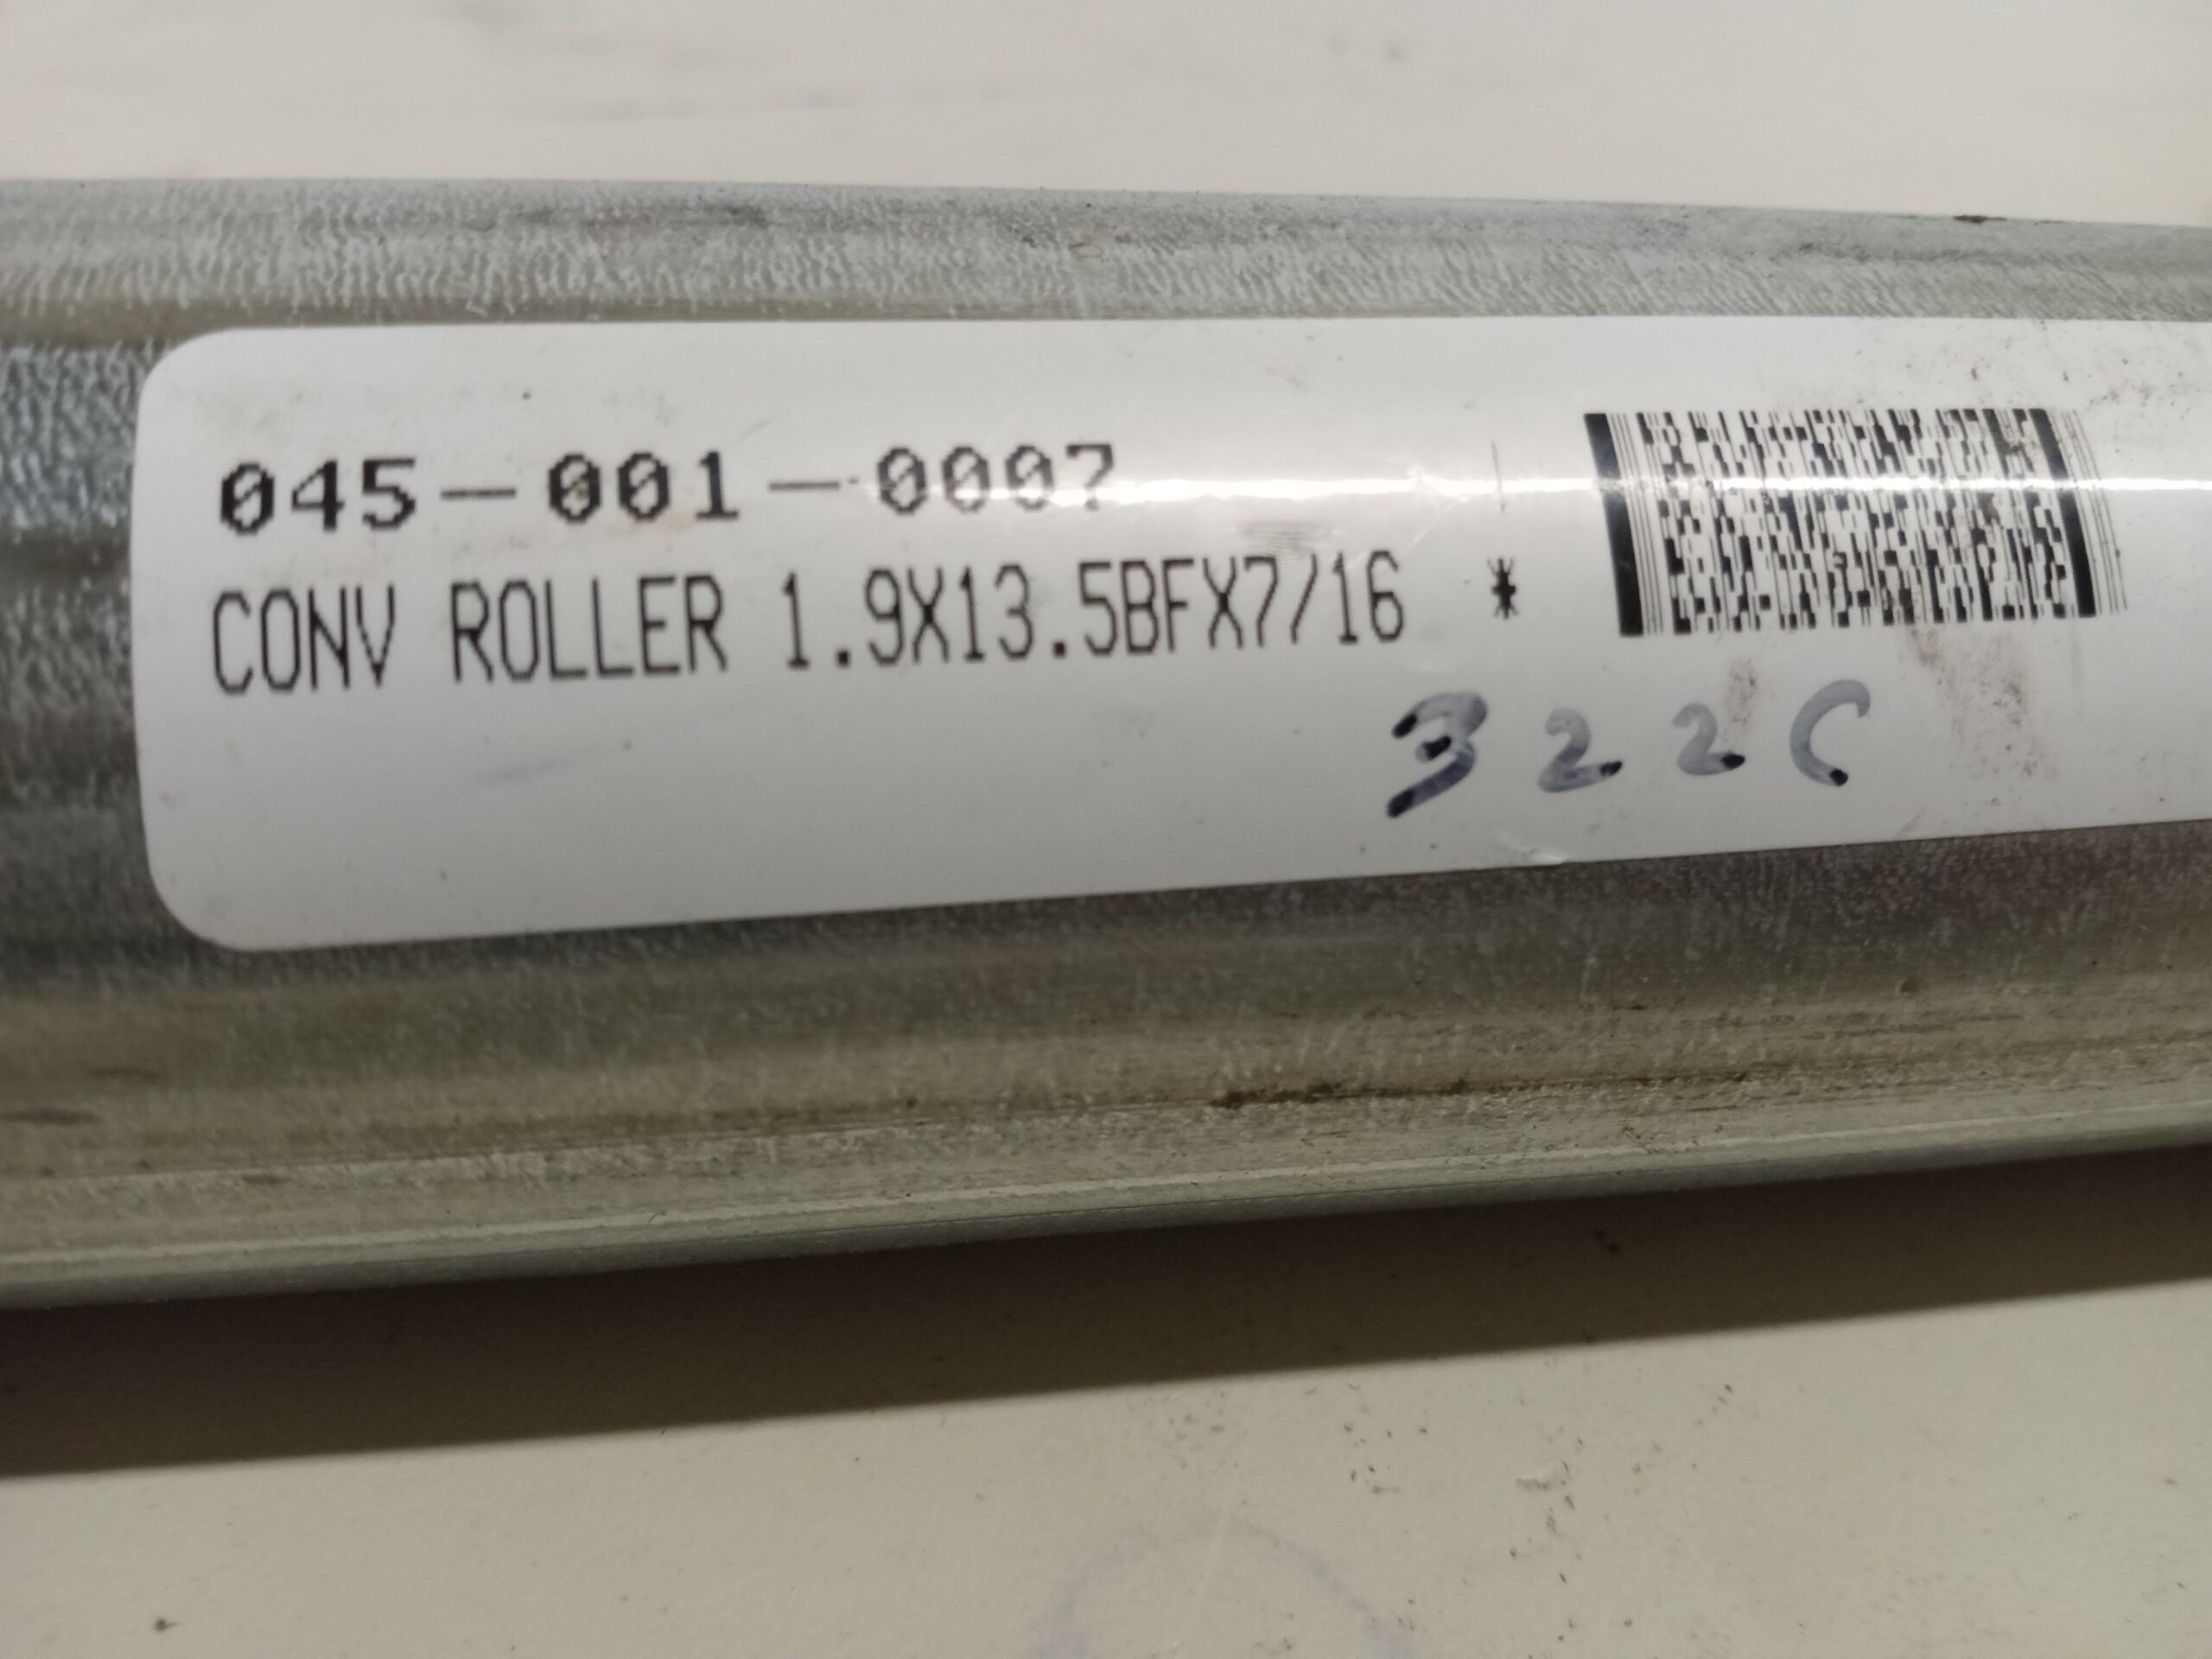 045-001-0007
CONV ROLLER 1.9X13.5BFX7/16 *
322C